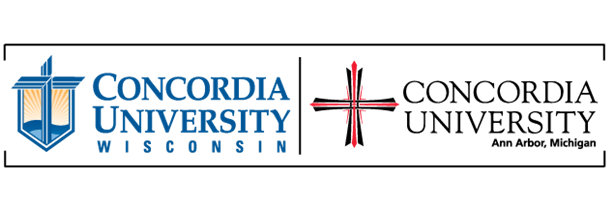 CONCORDIA
UNIVERSITY
WISCONSIN
CONCORDIA
UNIVERSITY
Ann Arbor, Michigan